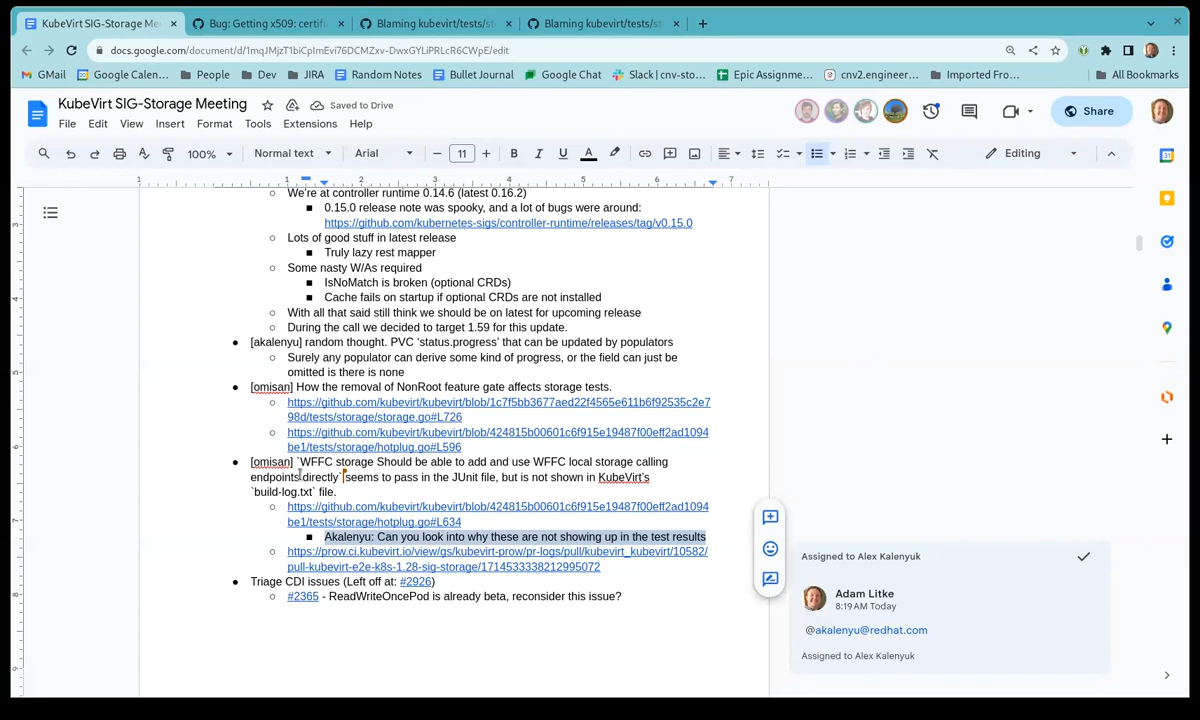 KubeVirt SIG-Storage Me
Bug: Getting x509: certifi
Blaming kubevirt/tests/st
Blaming kubevirt/tests/st
docs.google.com/document/d/1mqJMjzT1biCpImEvi76DCMZxv-DwxGYLiPRLcR6CWpE/edit
GMail
Google Calen...
People
Dev
JIRA
Random Notes
Bullet Journal
Google Chat
Slack | cnv-sto...
Epic Assignme...
cnv2.engineer...
Imported Fro...
All Bookmarks
KubeVirt SIG-Storage Meeting
Saved to Drive
Share
File Edit View Insert Format Tools Extensions Help
100% Normal text Arial 11 Editing
We're at controller runtime 0.14.6 (latest 0.16.2)
0.15.0 release note was spooky, and a lot of bugs were around:
https://github.com/kubernetes-sigs/controller-runtime/releases/tag/v0.15.0
Lots of good stuff in latest release
Truly lazy rest mapper
Some nasty W/As required
IsNoMatch is broken (optional CRDs)
Cache fails on startup if optional CRDs are not installed
With all that said still think we should be on latest for upcoming release
During the call we decided to target 1.59 for this update.
[akalenyu] random thought. PVC ‘status.progress’ that can be updated by populators
Surely any populator can derive some kind of progress, or the field can just be
omitted is there is none
[omisan] How the removal of NonRoot feature gate affects storage tests.
https://github.com/kubevirt/kubevirt/blob/1c7f5bb3677aed22f4565e611b6f92535c2e7
98d/tests/storage/storage.go#L726
https://github.com/kubevirt/kubevirt/blob/424815b00601c6f915e19487f00eff2ad1094
be1/tests/storage/hotplug.go#L596
[omisan] `WFFC storage Should be able to add and use WFFC local storage calling
endpoints directly` seems to pass in the JUnit file, but is not shown in KubeVirt's
`build-log.txt` file.
https://github.com/kubevirt/kubevirt/blob/424815b00601c6f915e19487f00eff2ad1094
be1/tests/storage/hotplug.go#L634
Akalenyu: Can you look into why these are not showing up in the test results
https://prow.ci.kubevirt.io/view/gs/kubevirt-prow/pr-logs/pull/kubevirt_kubevirt/10582/
pull-kubevirt-e2e-k8s-1.28-sig-storage/1714533338212995072
Triage CDI issues (Left off at: #2926)
#2365 - ReadWriteOncePod is already beta, reconsider this issue?
Assigned to Alex Kalenyuk
Adam Litke
8:19 AM Today
@akalenyu@redhat.com
Assigned to Alex Kalenyuk